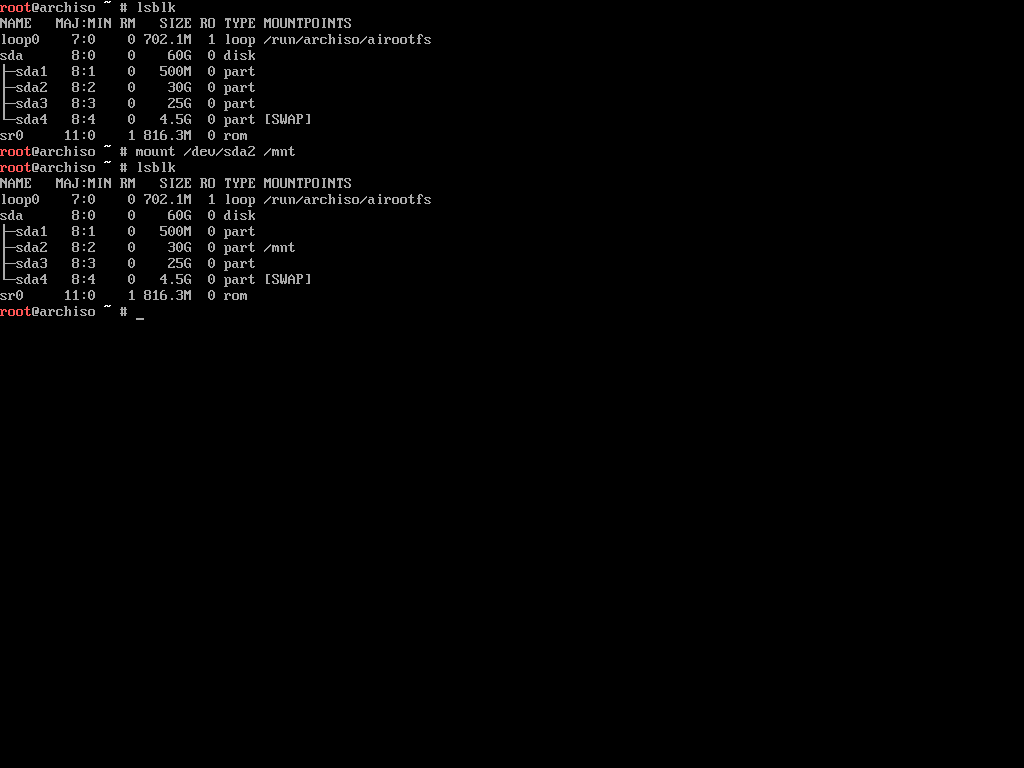 root@archiso ~ # lsblk
NAME   MAJ:MIN RM   SIZE RO TYPE MOUNTPOINTS
loop0    7:0    0 702.1M  1 loop /run/archiso/airootfs
sda      8:0    0    60G  0 disk
├─sda1   8:1    0   500M  0 part
├─sda2   8:2    0    30G  0 part
├─sda3   8:3    0    25G  0 part
└─sda4   8:4    0   4.5G  0 part [SWAP]
sr0     11:0    1 816.3M  0 rom
root@archiso ~ # mount /dev/sda2 /mnt
root@archiso ~ # lsblk
NAME   MAJ:MIN RM   SIZE RO TYPE MOUNTPOINTS
loop0    7:0    0 702.1M  1 loop /run/archiso/airootfs
sda      8:0    0    60G  0 disk
├─sda1   8:1    0   500M  0 part
├─sda2   8:2    0    30G  0 part /mnt
├─sda3   8:3    0    25G  0 part
└─sda4   8:4    0   4.5G  0 part [SWAP]
sr0     11:0    1 816.3M  0 rom
root@archiso ~ # _